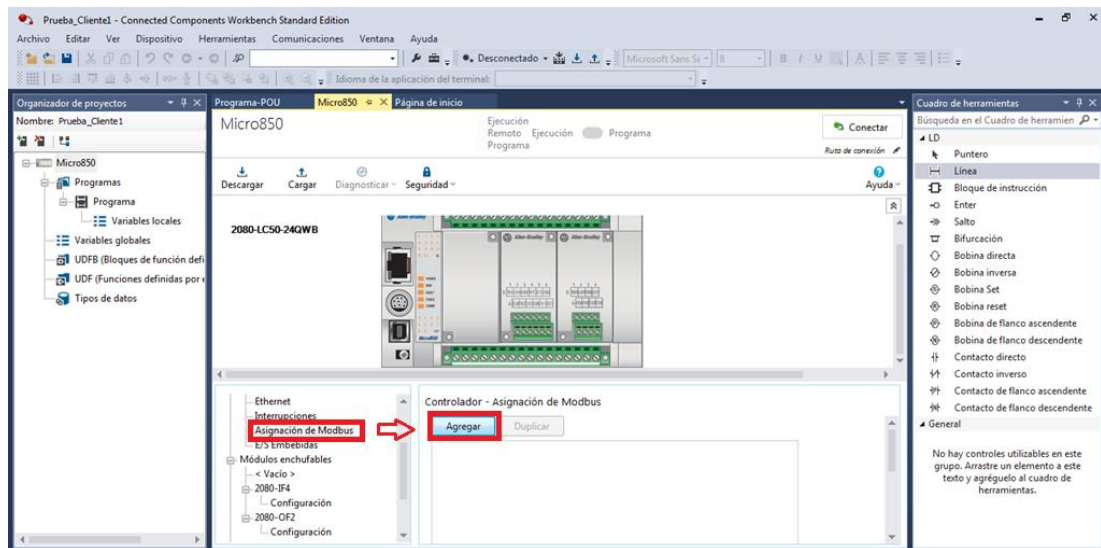 Prueba_Cliente1 - Connected Components Workbench Standard Edition
Archivo Editar Ver Dispositivo Herramientas Comunicaciones Ventana Ayuda
Desconectado
Microsoft Sans Se 8 B I U A
Idioma de la aplicación del terminal:
Organizador de proyectos
Nombre: Prueba_Cliente1
Micro850
Programas
Programa
Variables locales
Variables globales
UDFB (Bloques de función defi
UDF (Funciones definidas por e
Tipos de datos
Programa-POU Micro850 Página de inicio
Micro850
Ejecución
Remoto Ejecución Programa
Programa
Conectar
Ruta de conexión
Descargar Cargar Diagnosticar Seguridad Ayuda
2080-LC50-24QWB
Allen-Bradley Allen-Bradley
Ethernet
Interrupciones
Asignación de Modbus
E/S Embebidas
Módulos enchufables
< Vacío >
2080-IF4
Configuración
2080-OF2
Configuración
Controlador - Asignación de Modbus
Agregar Duplicar
Cuadro de herramientas
Búsqueda en el Cuadro de herramien
LD
Puntero
Línea
Bloque de instrucción
Enter
Salto
Bifurcación
Bobina directa
Bobina inversa
Bobina Set
Bobina reset
Bobina de flanco ascendente
Bobina de flanco descendente
Contacto directo
Contacto inverso
Contacto de flanco ascendente
Contacto de flanco descendente
General
No hay controles utilizables en este
grupo. Arrastre un elemento a este
texto y agréguelo al cuadro de
herramientas.